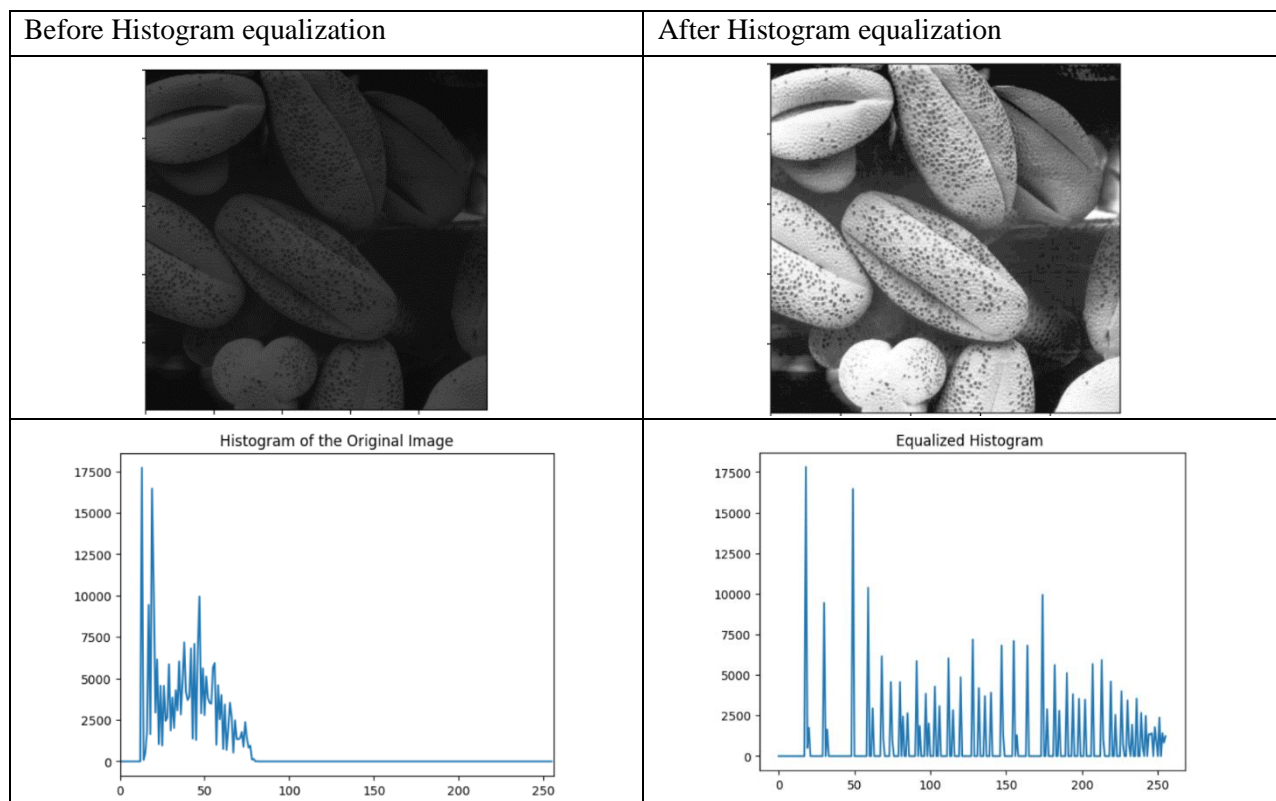 Before Histogram equalization
After Histogram equalization
Histogram of the Original Image
17500
15000
12500
10000
7500
5000
2500
0
0 50 100 150 200 250
Equalized Histogram
17500
15000
12500
10000
7500
5000
2500
0
0 50 100 150 200 250